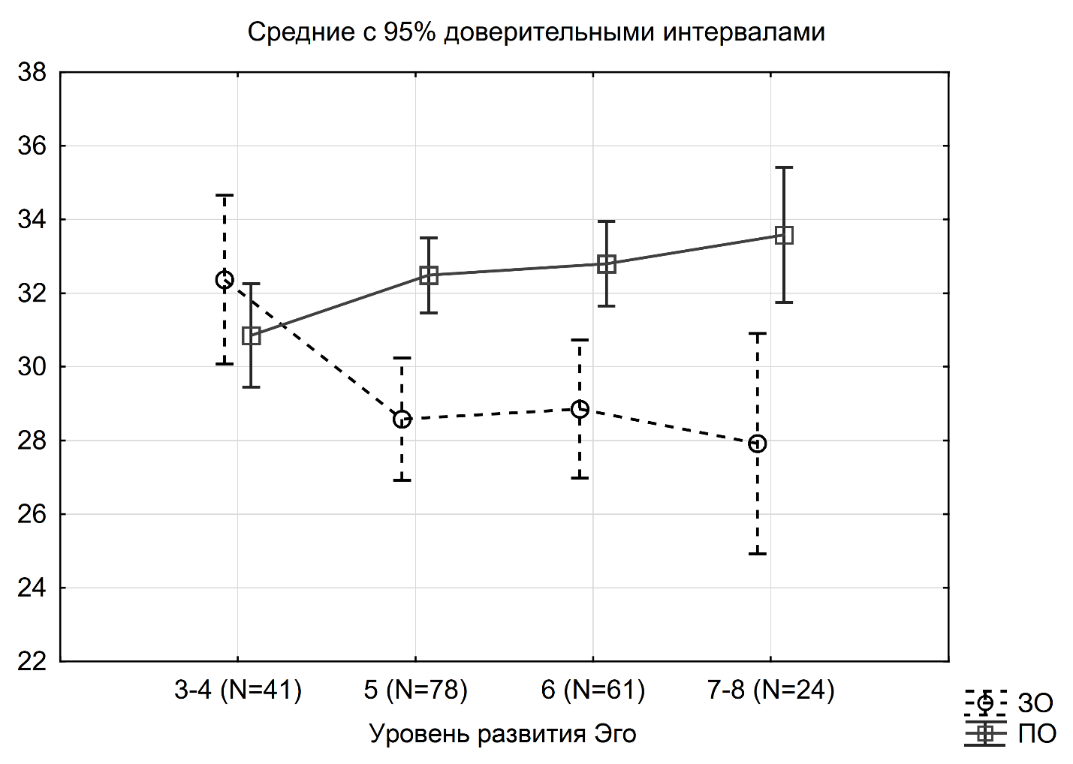 Средние с 95% доверительными интервалами
38
36
34
32
30
28
26
24
22
3-4 (N=41) 5 (N=78) 6 (N=61) 7-8 (N=24)
Уровень развития Эго
ЗО
ПО